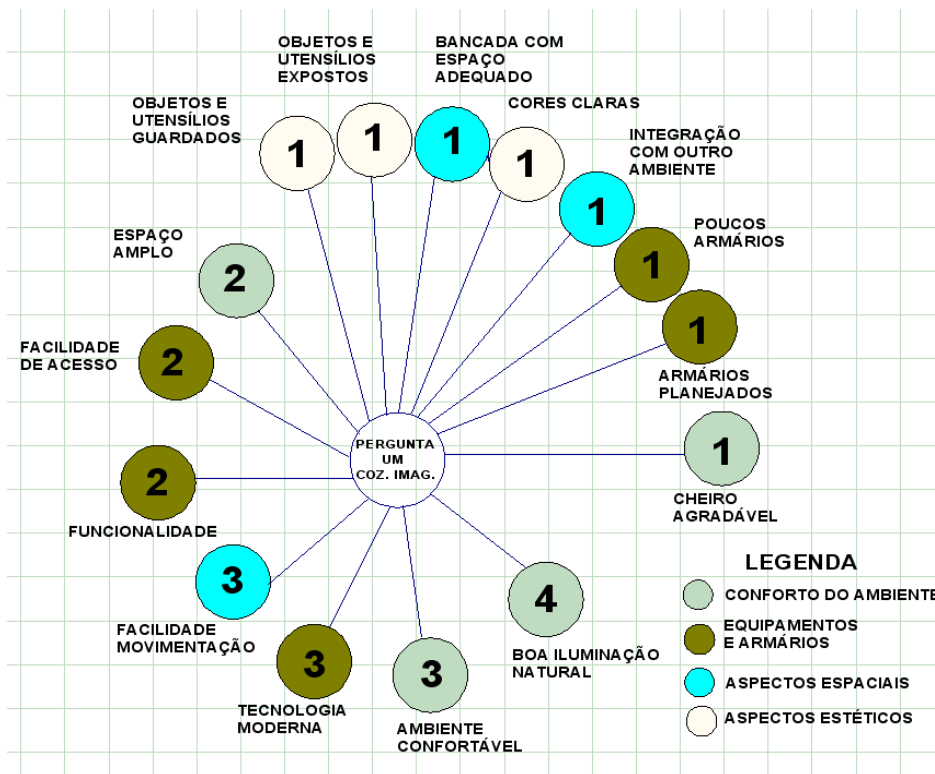 OBJETOS E
UTENSÍLIOS
EXPOSTOS
1
BANCADA COM
ESPAÇO
ADEQUADO
1
OBJETOS E
UTENSÍLIOS
GUARDADOS
1
CORES CLARAS
1
INTEGRAÇÃO
COM OUTRO
AMBIENTE
1
POUCOS
ARMÁRIOS
1
ARMÁRIOS
PLANEJADOS
1
ESPAÇO
AMPLO
2
FACILIDADE
DE ACESSO
2
PERGUNTA
UM
COZ. IMAG.
CHEIRO
AGRADÁVEL
1
FUNCIONALIDADE
2
FACILIDADE
MOVIMENTAÇÃO
3
TECNOLOGIA
MODERNA
3
AMBIENTE
CONFORTÁVEL
3
BOA ILUMINAÇÃO
NATURAL
4
LEGENDA
CONFORTO DO AMBIENTE
EQUIPAMENTOS
E ARMÁRIOS
ASPECTOS ESPACIAIS
ASPECTOS ESTÉTICOS